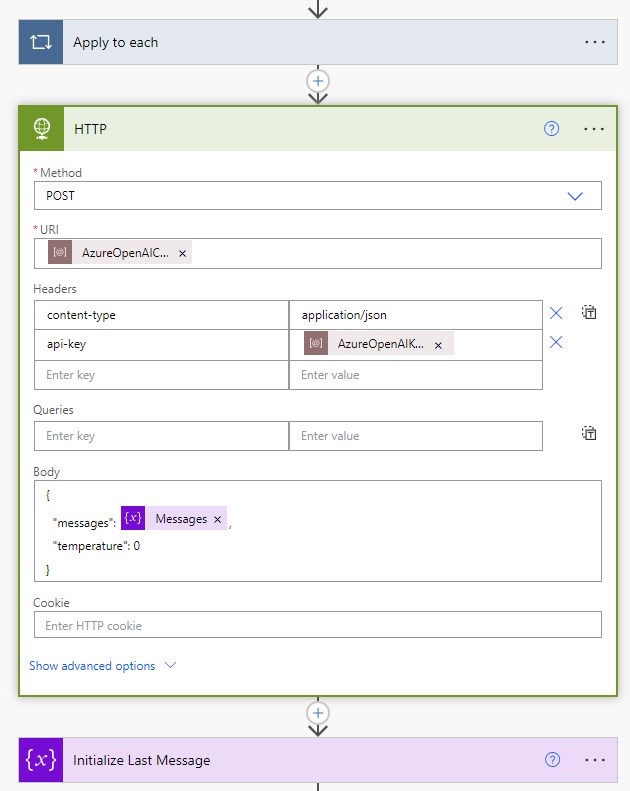 Apply to each
HTTP
* Method
POST
* URI
[@] AzureOpenAIC...
Headers
content-type application/json
api-key [@] AzureOpenAIK...
Enter key Enter value
Queries
Enter key Enter value
Body
{
"messages": {x} Messages ,
"temperature": 0
}
Cookie
Enter HTTP cookie
Show advanced options
{x} Initialize Last Message